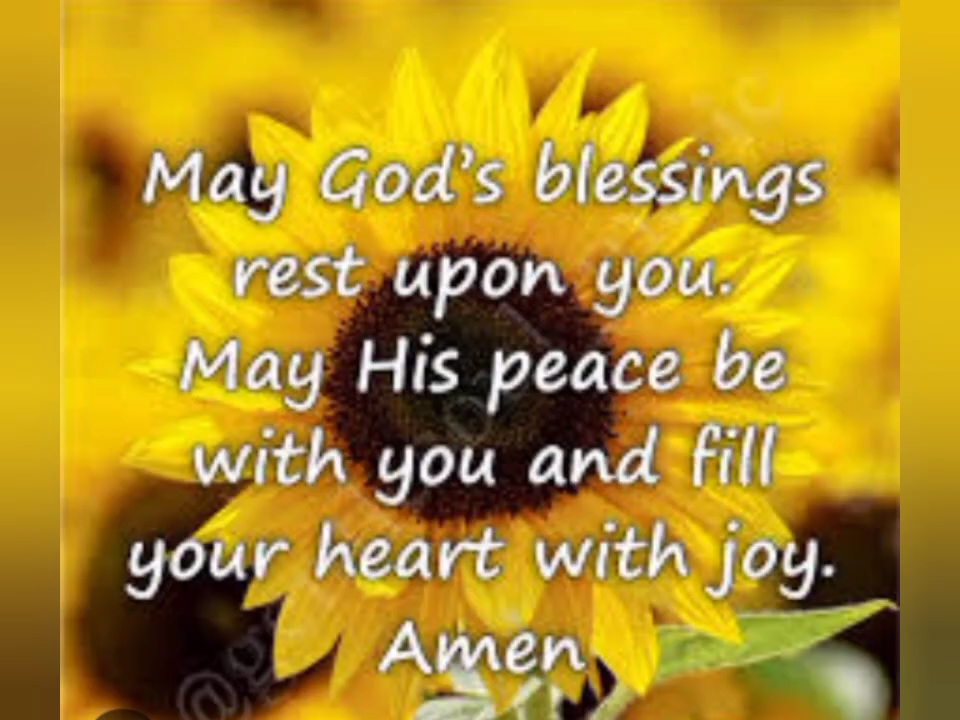 May God's blessings
rest upon you.
May His peace be
with you and fill
your heart with joy.
Amen